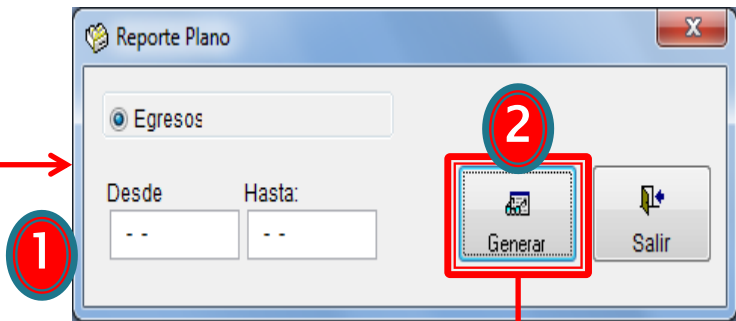 Reporte Plano
X
Egresos
2
Desde Hasta:
- - - -
Generar Salir
1